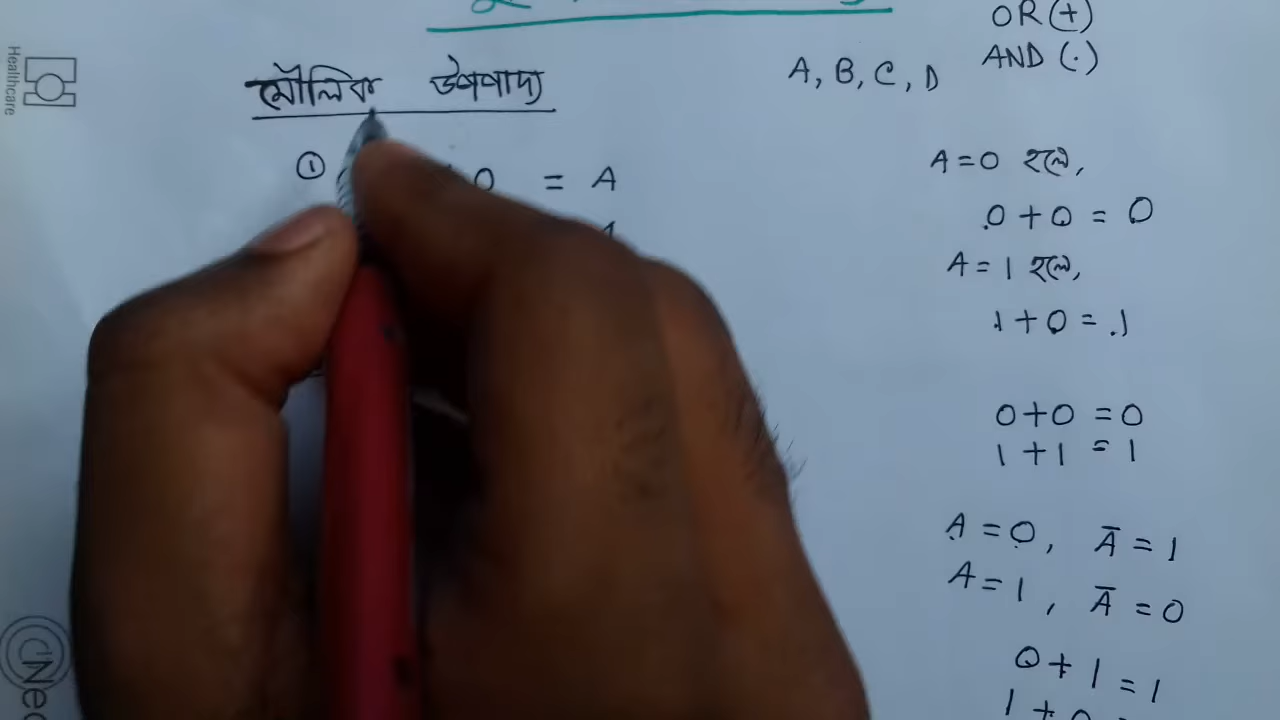 OR (+)
AND (·)
A, B, C, D
মৌলিক উপপাদ্য
① 0 = A
A = 0 হলে,
0 + 0 = 0
A = 1 হলে,
1 + 0 = 1
0 + 0 = 0
1 + 1 = 1
A = 0, Ā = 1
A = 1, Ā = 0
0 + 1 = 1
Healthcare